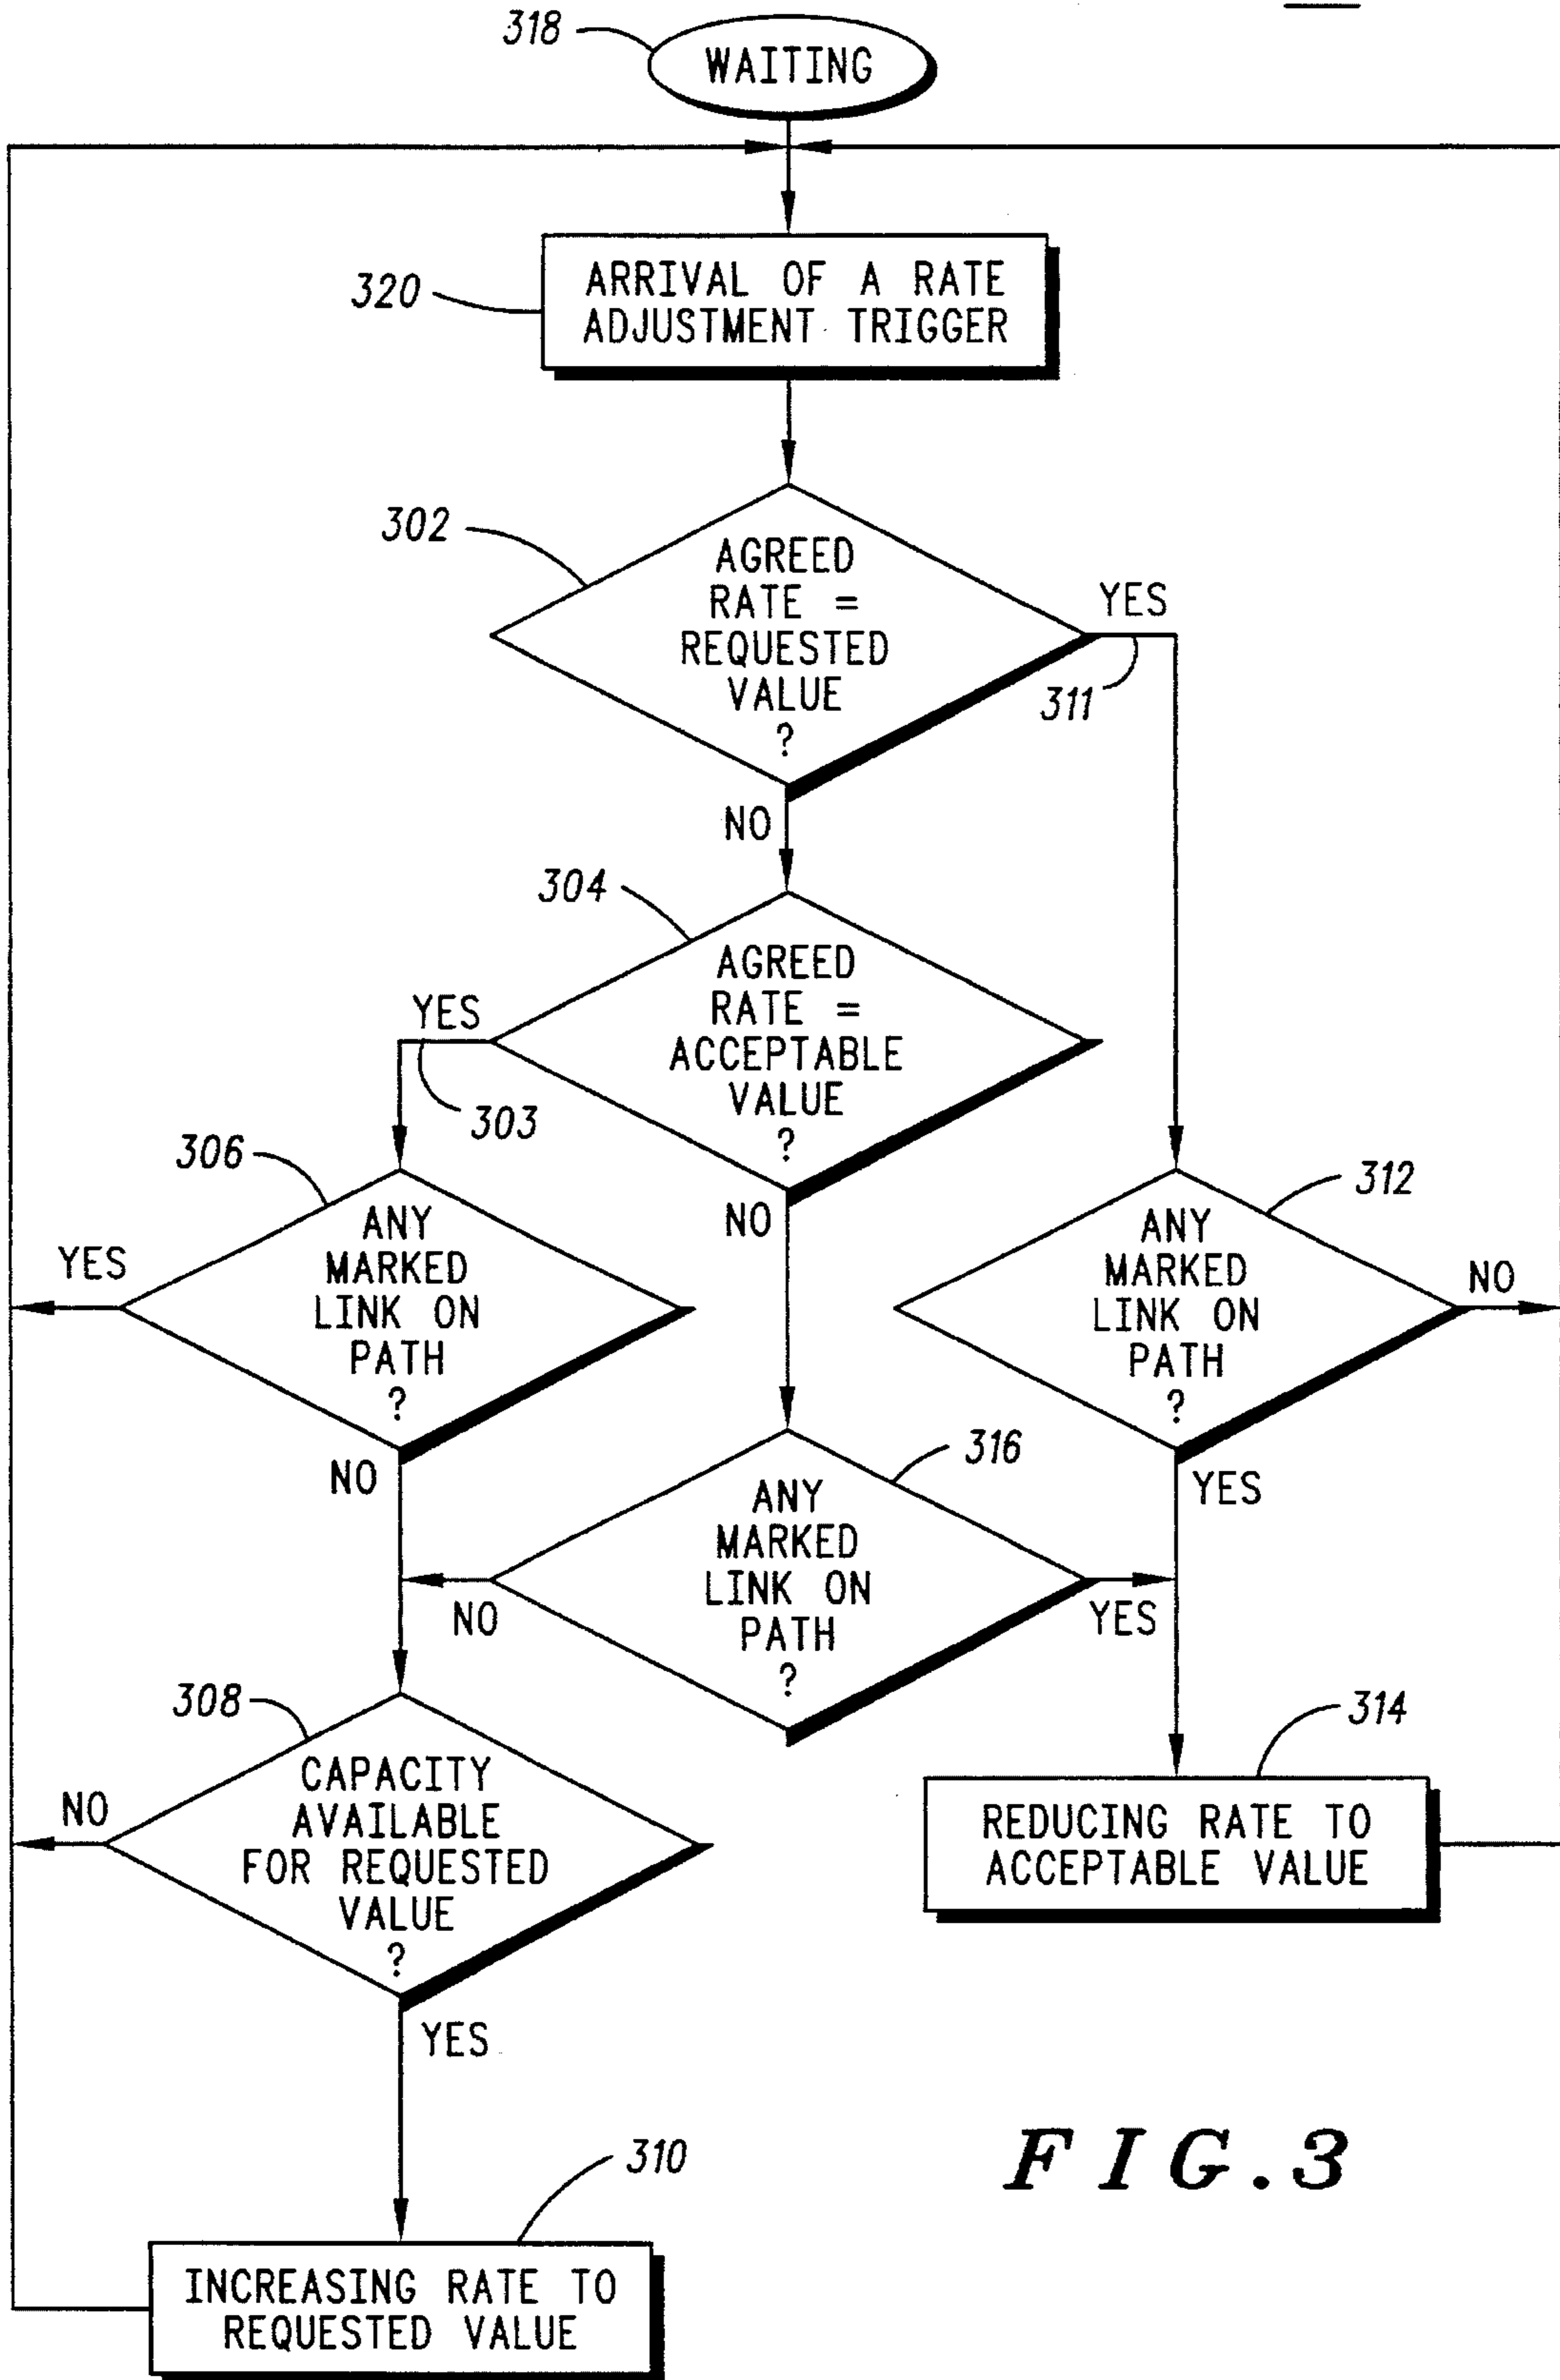 318
WAITING
320
ARRIVAL OF A RATE
ADJUSTMENT TRIGGER
302
AGREED
RATE =
REQUESTED
VALUE
?
YES
311
NO
304
AGREED
RATE =
ACCEPTABLE
VALUE
?
YES
303
NO
306
ANY
MARKED
LINK ON
PATH
?
YES
NO
312
ANY
MARKED
LINK ON
PATH
?
NO
YES
316
ANY
MARKED
LINK ON
PATH
?
NO
YES
308
CAPACITY
AVAILABLE
FOR REQUESTED
VALUE
?
NO
YES
314
REDUCING RATE TO
ACCEPTABLE VALUE
310
INCREASING RATE TO
REQUESTED VALUE
FIG.3